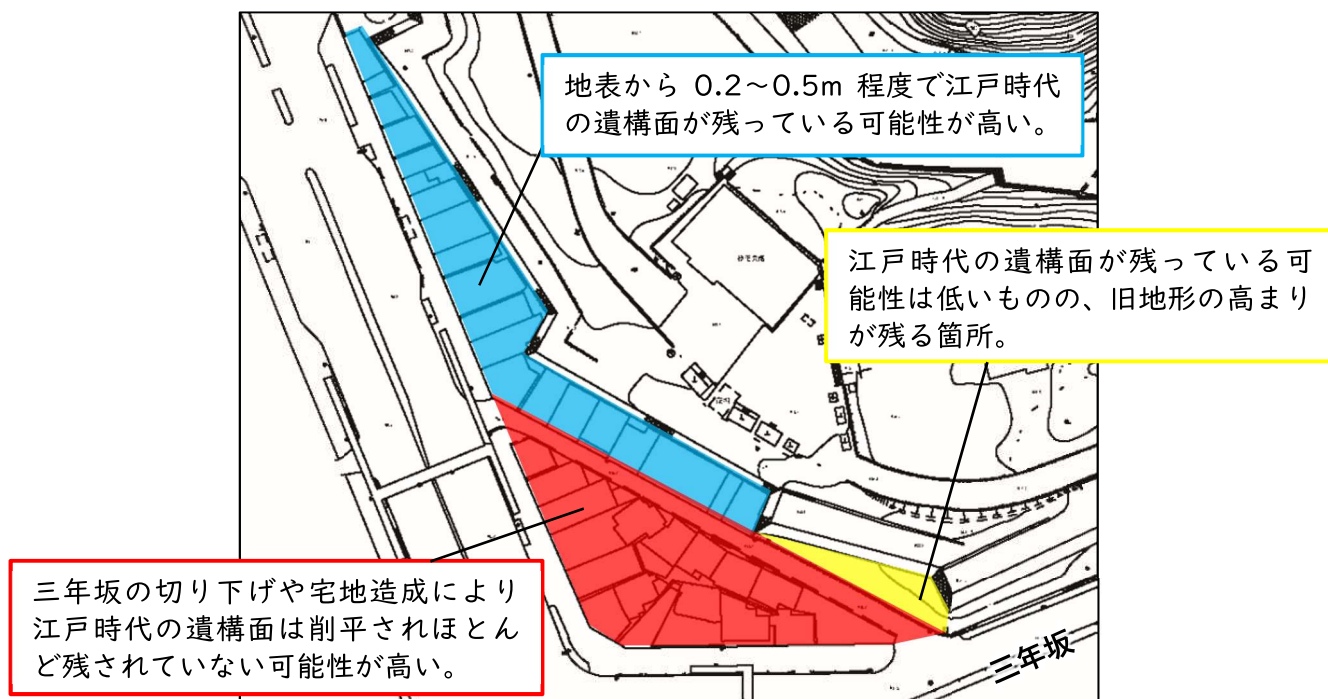 地表から 0.2～0.5m 程度で江戸時代
の遺構面が残っている可能性が高い。
江戸時代の遺構面が残っている可
能性は低いものの、旧地形の高まり
が残る箇所。
三年坂の切り下げや宅地造成により
江戸時代の遺構面は削平されほとん
ど残されていない可能性が高い。
三年坂